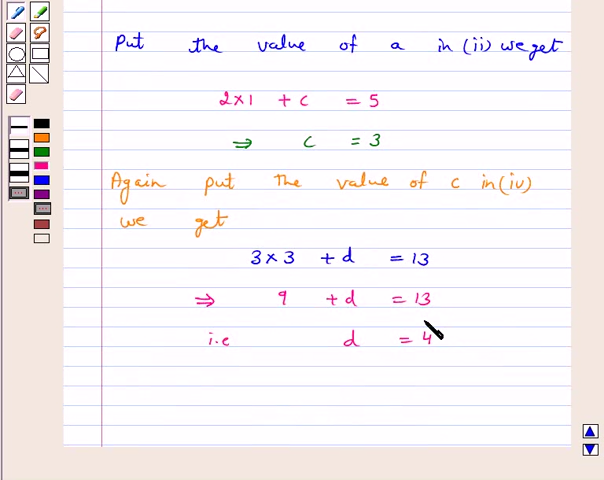 Put the value of a in (ii) we get
2×1 + c = 5
⇒ c = 3
Again put the value of c in (iv)
we get
3×3 + d = 13
⇒ 9 + d = 13
i.e d = 4